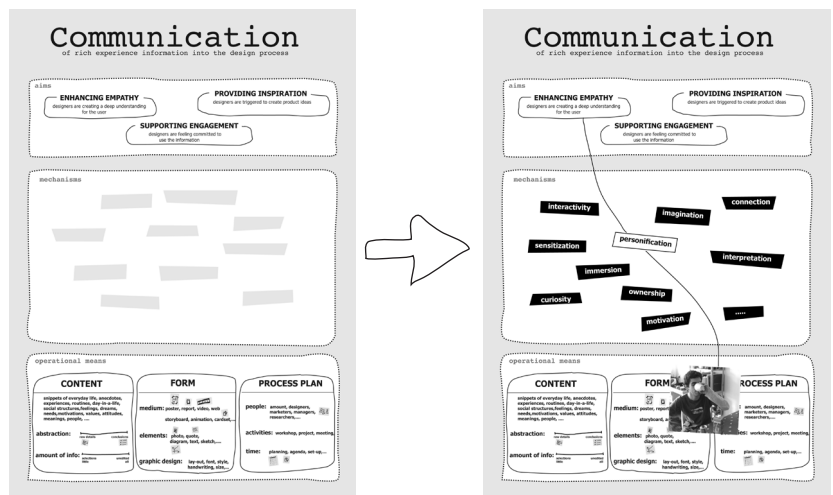 Communication
of rich experience information into the design process
aims
ENHANCING EMPATHY
designers are creating a deep understanding
for the user
PROVIDING INSPIRATION
designers are triggered to create product ideas
SUPPORTING ENGAGEMENT
designers are feeling committed to
use the information
mechanisms
operational means
CONTENT
snippets of everyday life, anecdotes,
experiences, routines, day-in-a-life,
social structures,feelings, dreams,
needs,motivations, values, attitudes,
meanings, people, ....
abstraction:
raw data
conclusions
amount of info:
FORM
medium: poster, report, video, web
storyboard, animation, cardset,...
elements: photo, quote,
diagram, text, sketch,....
graphic design: lay-out, font, style,
handwriting, size,...
PROCESS PLAN
people: amount, designers,
marketers, managers,
researchers,...
activities: workshop, project, meeting,
time: planning, agenda, set-up,...
Communication
of rich experience information into the design process
aims
ENHANCING EMPATHY
designers are creating a deep understanding
for the user
PROVIDING INSPIRATION
designers are triggered to create product ideas
SUPPORTING ENGAGEMENT
designers are feeling committed to
use the information
mechanisms
interactivity
imagination
connection
sensitization
personification
interpretation
immersion
curiosity
ownership
motivation
.....
operational means
CONTENT
snippets of everyday life, anecdotes,
experiences, routines, day-in-a-life,
social structures,feelings, dreams,
needs,motivations, values, attitudes,
meanings, people, ....
abstraction:
raw data
conclusions
amount of info:
FORM
medium: poster, report,
storyboard,
elements: photo, quote,
diagram, text, sketch,....
graphic design: lay-out, font, style,
handwriting, size,...
PROCESS PLAN
amount, designers,
marketers, managers,
researchers,...
activities: workshop, project, meeting,
time: planning, agenda, set-up,...